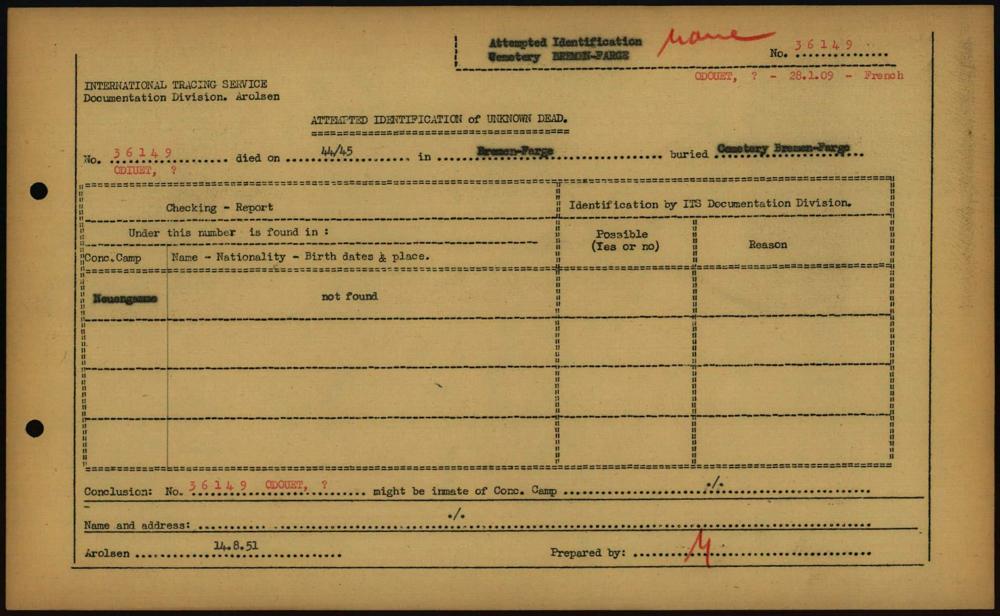 Attempted Identification
Cemetery BREMEN-FARGE
No. 36149
ODOUET, ? - 28.1.09 - French
INTERNATIONAL TRACING SERVICE
Documentation Division. Arolsen
ATTEMPTED IDENTIFICATION of UNKNOWN DEAD.
No. 36149 died on 44/45 in Bremen-Farge buried Cemetery Bremen-Farge
ODIUET, ?
Checking - Report
Identification by ITS Documentation Division.
Under this number is found in :
Possible
(Yes or no)
Reason
Conc.Camp
Name - Nationality - Birth dates & place.
Neuengamme
not found
Conclusion: No. 36149 ODOUET, ? might be inmate of Conc. Camp ./.
Name and address: ./.
Arolsen 14.8.51
Prepared by: